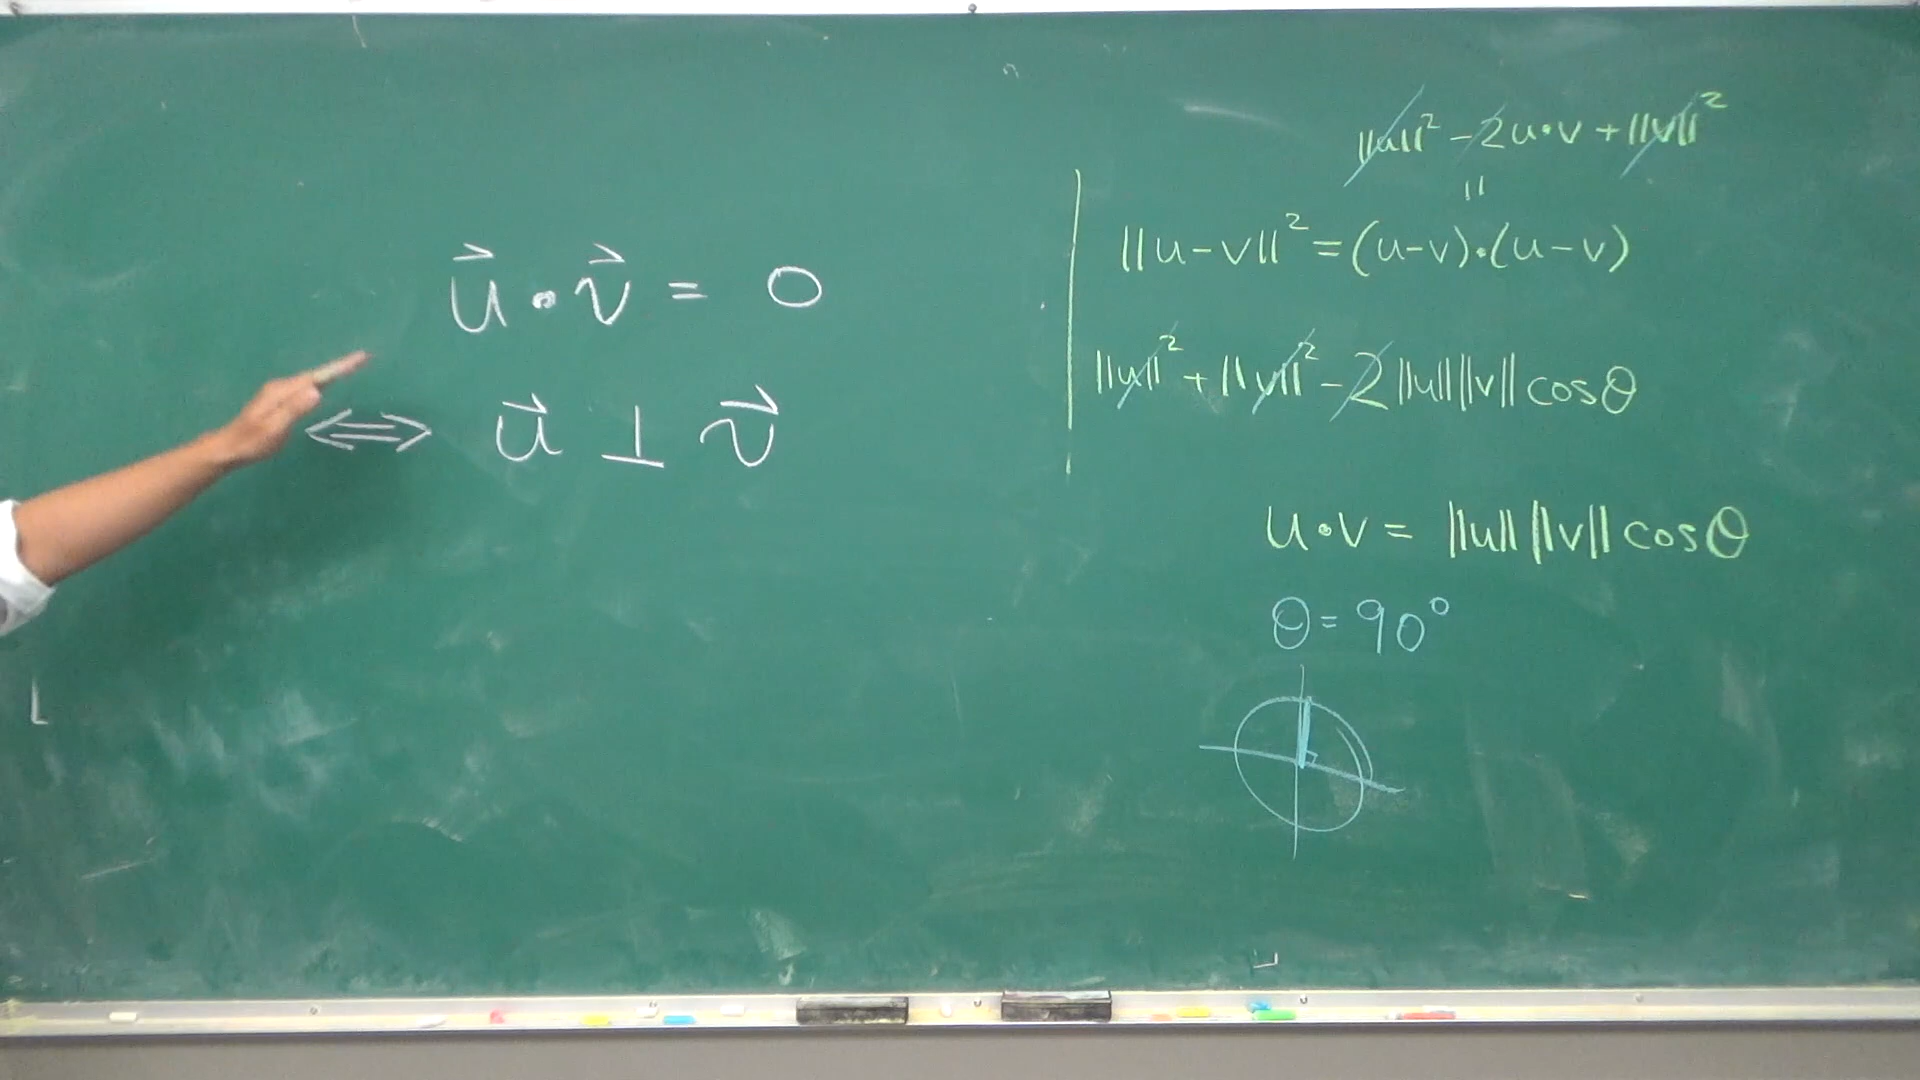 u⃗ • v⃗ = 0
⟺ u⃗ ⊥ v⃗
||u||² - 2u•v + ||v||²
||
||u-v||² = (u-v)•(u-v)
||u||² + ||v||² - 2||u|| ||v|| cosθ
u•v = ||u|| ||v|| cosθ
θ = 90°